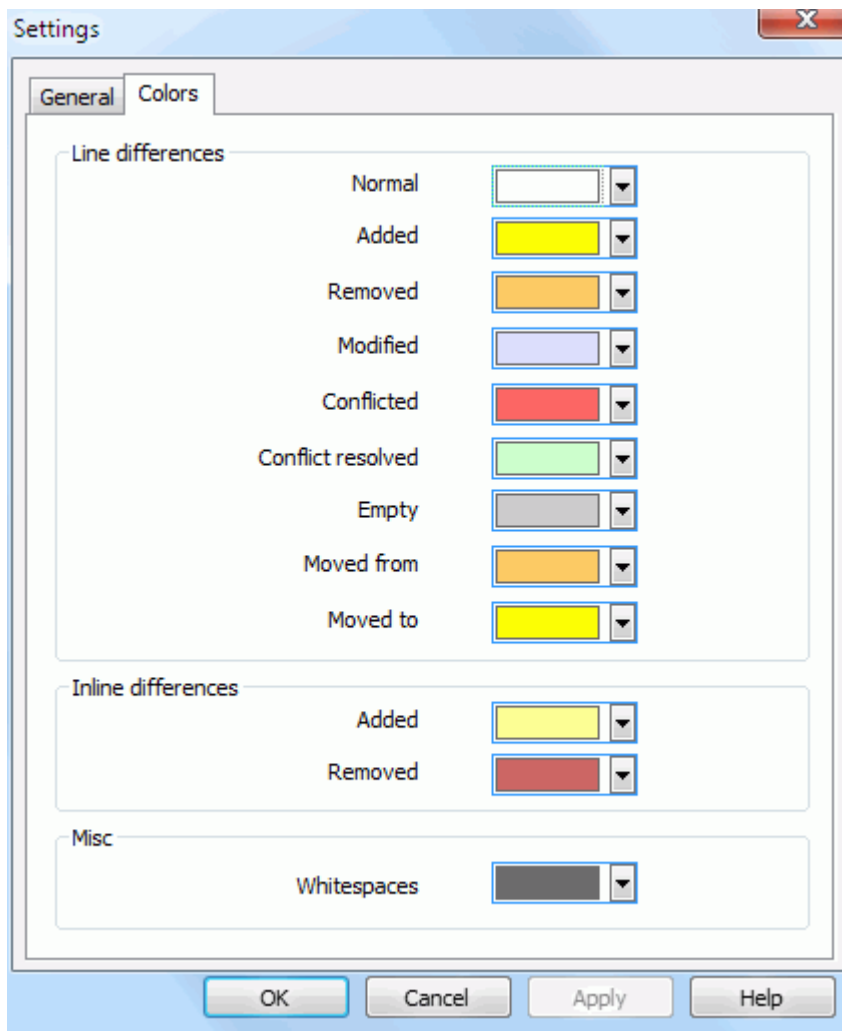 Settings
General
Colors
Line differences
Normal
Added
Removed
Modified
Conflicted
Conflict resolved
Empty
Moved from
Moved to
Inline differences
Added
Removed
Misc
Whitespaces
OK
Cancel
Apply
Help